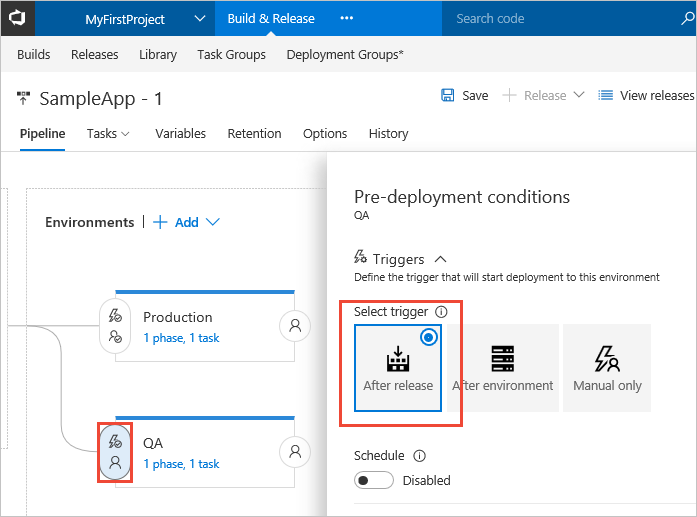 MyFirstProject Build & Release ••• Search code
Builds Releases Library Task Groups Deployment Groups*
SampleApp - 1 Save + Release View releases
Pipeline Tasks Variables Retention Options History
Pre-deployment conditions
QA
Environments | + Add
Triggers
Define the trigger that will start deployment to this environment
Select trigger
Production
1 phase, 1 task
After release After environment Manual only
QA
1 phase, 1 task
Schedule
Disabled